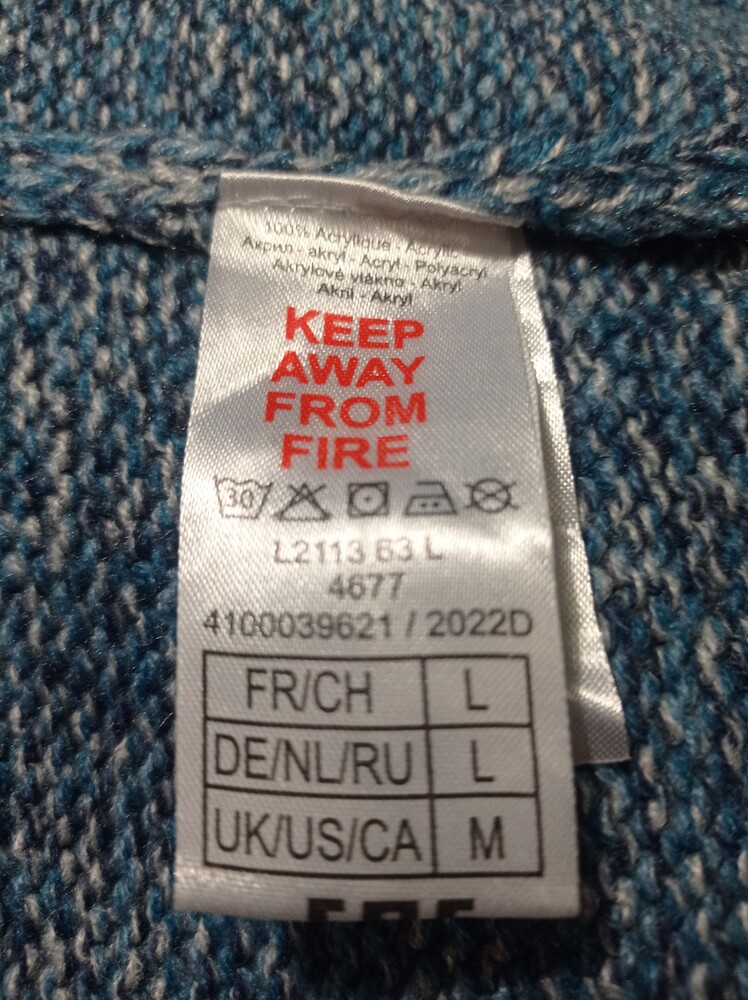 100% Acrylique - Acrylic
Акрил - akryl - Acryl - Polyacryl
Akrylové vlákno - Akryl
Akril - Akryl
KEEP
AWAY
FROM
FIRE
30
L2113 63 L
4677
4100039621 / 2022D
FR/CH L
DE/NL/RU L
UK/US/CA M